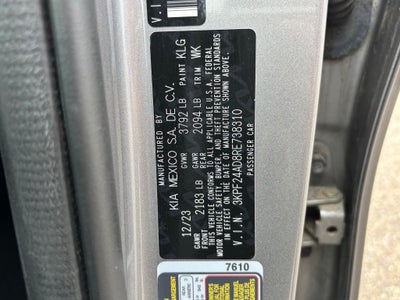 MANUFACTURED BY
KIA MEXICO S.A. DE C.V.
12/23 GVWR 3792 LB PAINT KLG
GAWR FRONT 2183 LB GAWR REAR 2094 LB TRIM WK
THIS VEHICLE CONFORMS TO ALL APPLICABLE U.S.A. FEDERAL
MOTOR VEHICLE SAFETY, BUMPER, AND THEFT PREVENTION
STANDARDS IN EFFECT ON THE DATE OF MANUFACTURE SHOWN ABOVE.
V.I.N. 3KPF24AD8PE738310
PASSENGER CAR
V.I
7610